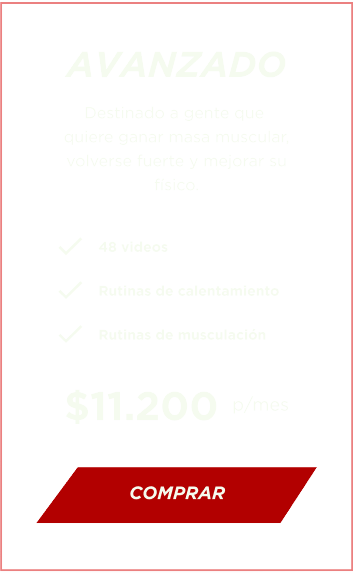 AVANZADO
Destinado a gente que
quiere ganar masa muscular,
volverse fuerte y mejorar su
físico.
48 videos
Rutinas de calentamiento
Rutinas de musculación
$11.200 p/mes
COMPRAR